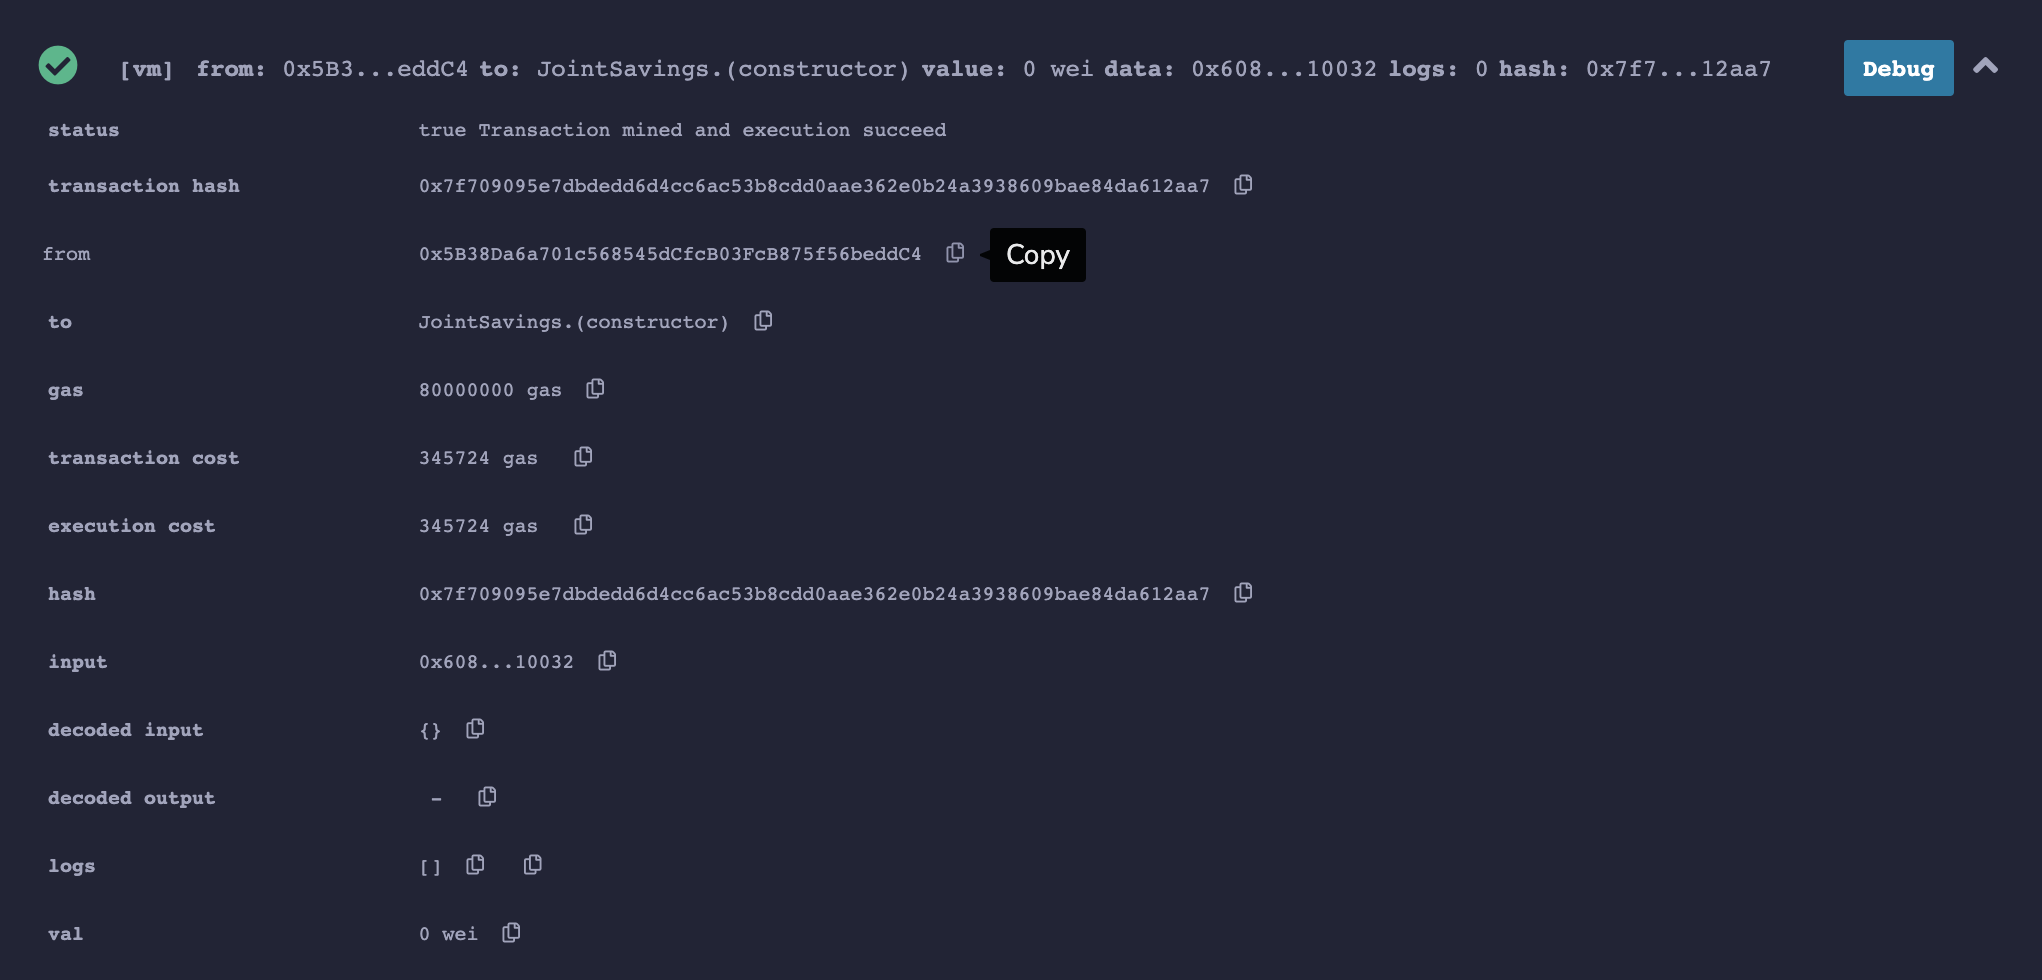 [vm] from: 0x5B3...eddC4 to: JointSavings.(constructor) value: 0 wei data: 0x608...10032 logs: 0 hash: 0x7f7...12aa7 Debug
status true Transaction mined and execution succeed
transaction hash 0x7f709095e7dbdedd6d4cc6ac53b8cdd0aae362e0b24a3938609bae84da612aa7
from 0x5B38Da6a701c568545dCfcB03FcB875f56beddC4 Copy
to JointSavings.(constructor)
gas 80000000 gas
transaction cost 345724 gas
execution cost 345724 gas
hash 0x7f709095e7dbdedd6d4cc6ac53b8cdd0aae362e0b24a3938609bae84da612aa7
input 0x608...10032
decoded input {}
decoded output -
logs []
val 0 wei